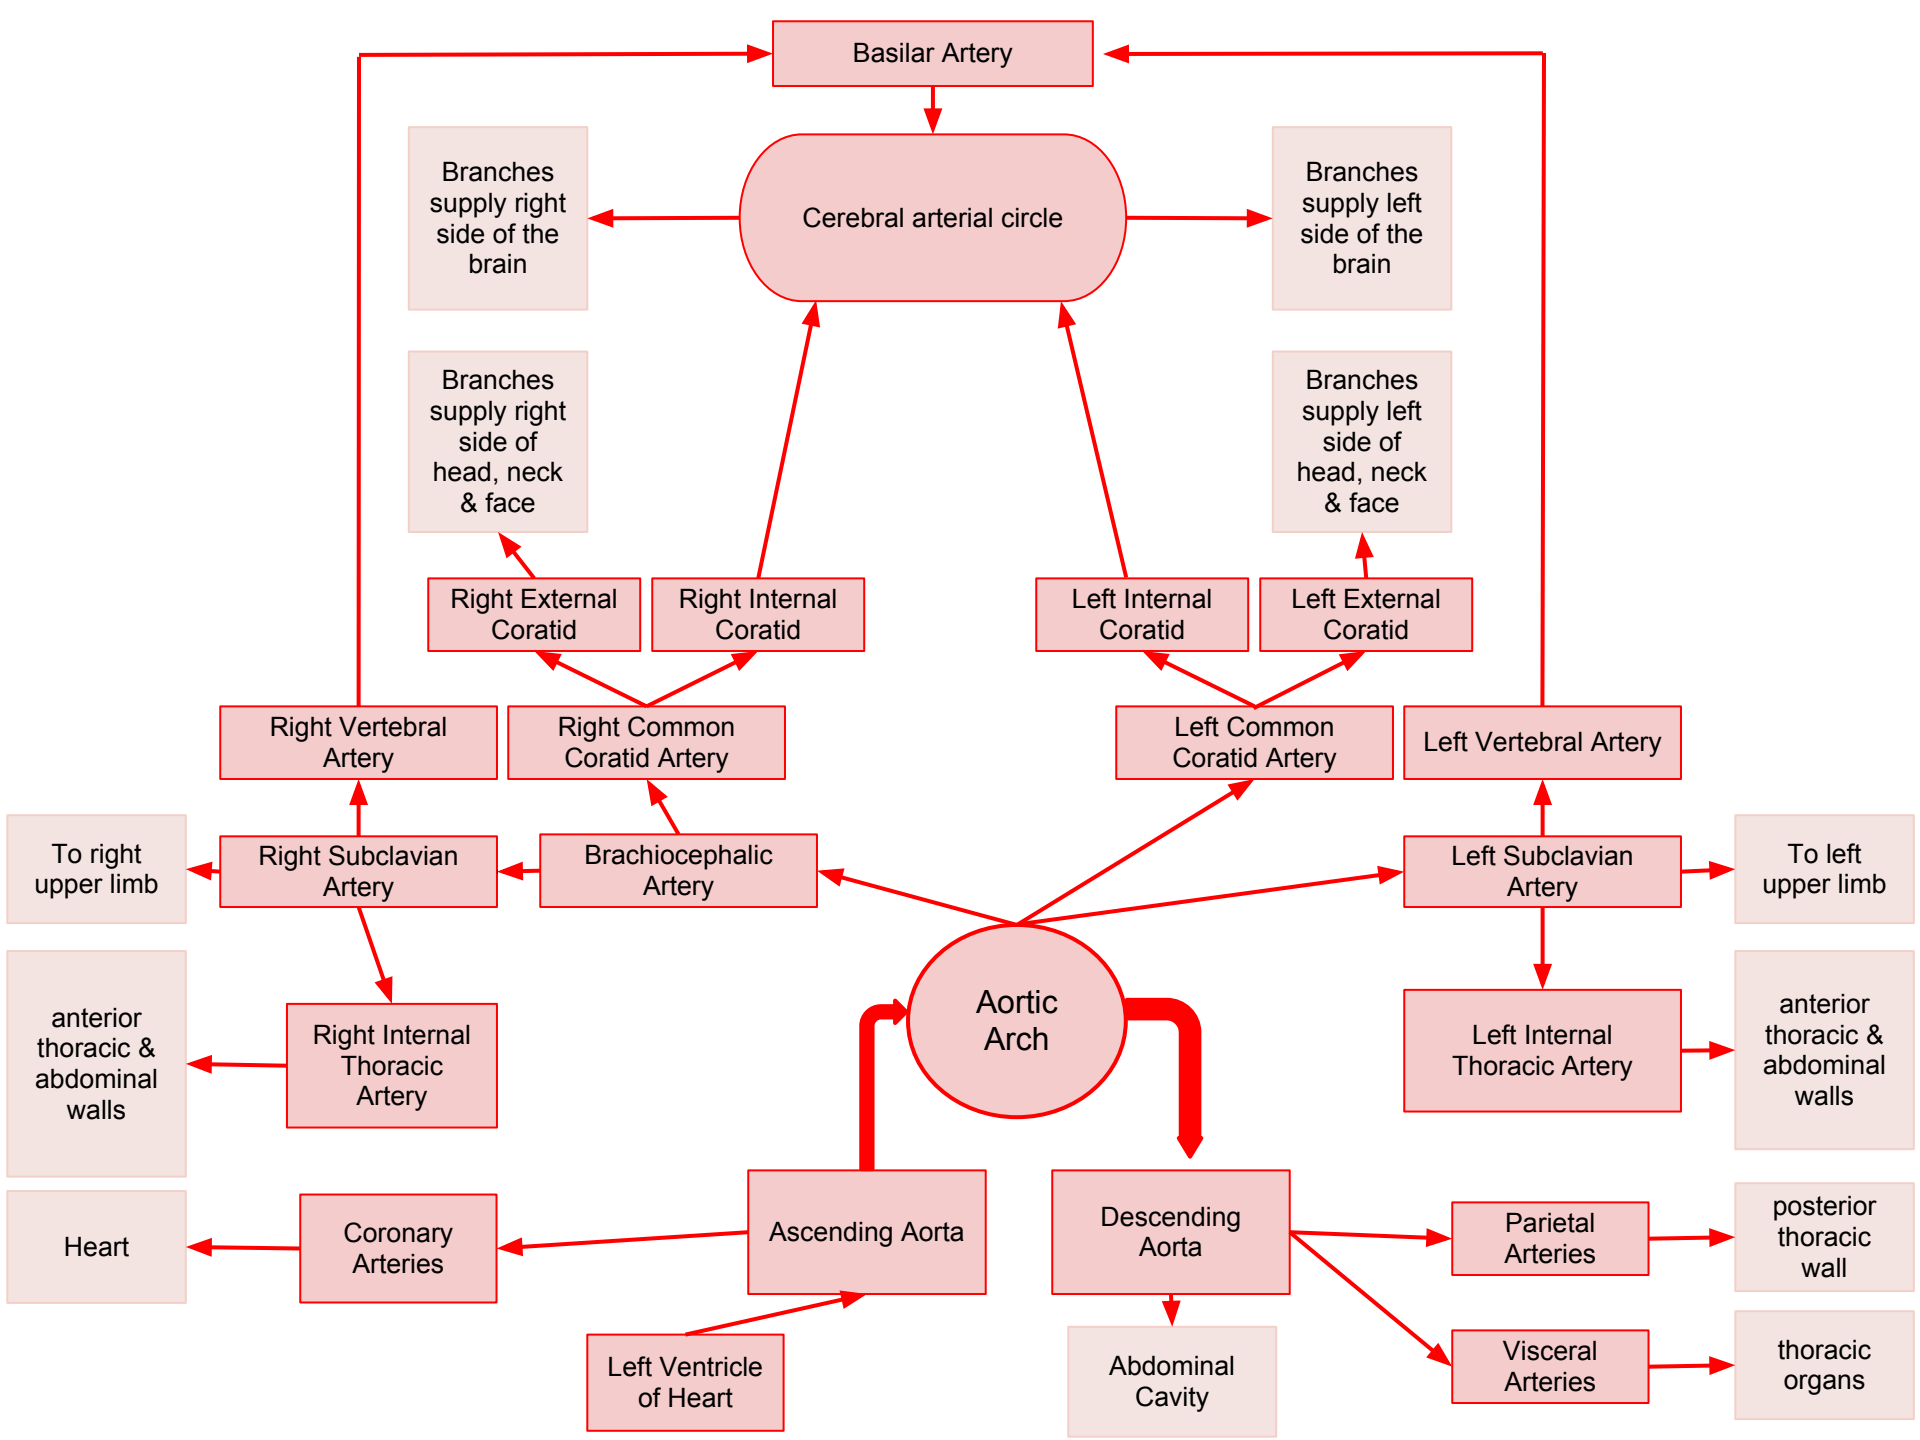 Basilar Artery
Branches
supply right
side of the
brain
Cerebral arterial circle
Branches
supply left
side of the
brain
Branches
supply right
side of
head, neck
& face
Branches
supply left
side of
head, neck
& face
Right External
Coratid
Right Internal
Coratid
Left Internal
Coratid
Left External
Coratid
Right Vertebral
Artery
Right Common
Coratid Artery
Left Common
Coratid Artery
Left Vertebral Artery
To right
upper limb
Right Subclavian
Artery
Brachiocephalic
Artery
Left Subclavian
Artery
To left
upper limb
anterior
thoracic &
abdominal
walls
Right Internal
Thoracic
Artery
Aortic
Arch
Left Internal
Thoracic Artery
anterior
thoracic &
abdominal
walls
Heart
Coronary
Arteries
Ascending Aorta
Descending
Aorta
Parietal
Arteries
posterior
thoracic
wall
Left Ventricle
of Heart
Abdominal
Cavity
Visceral
Arteries
thoracic
organs